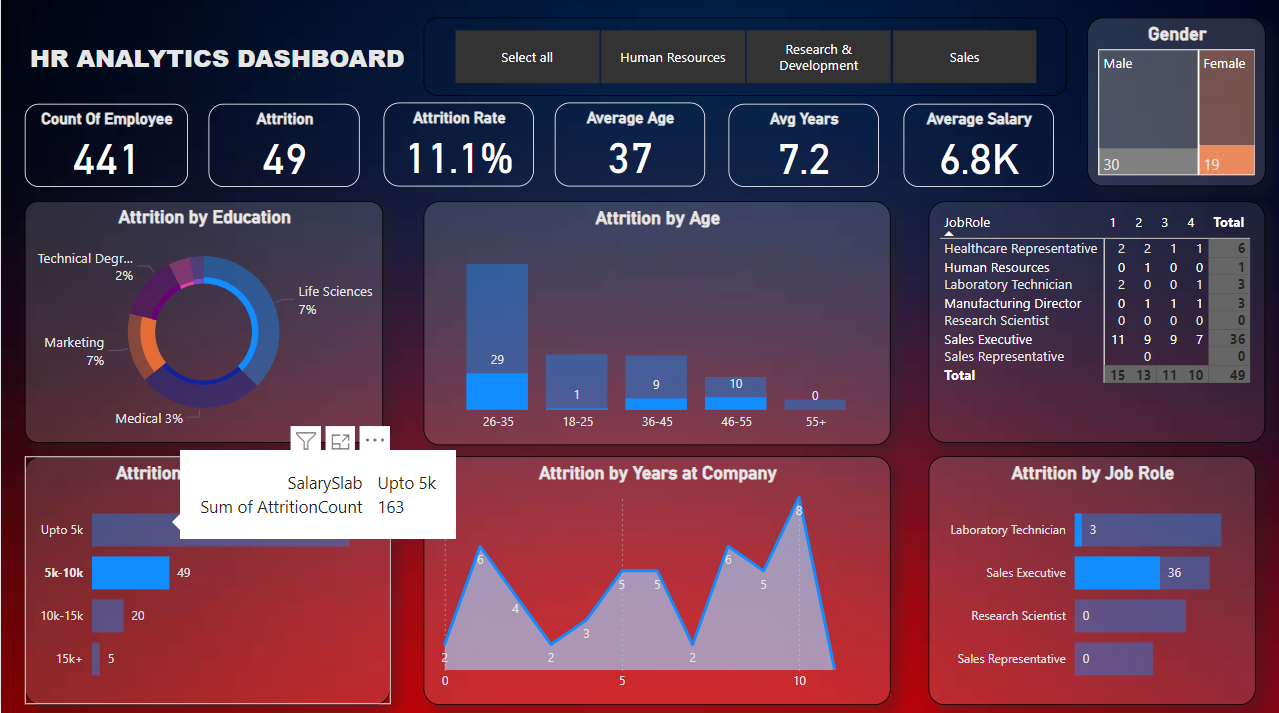 HR ANALYTICS DASHBOARD
Select all
Human Resources
Research &
Development
Sales
Gender
Male
Female
30
19
Count Of Employee
441
Attrition
49
Attrition Rate
11.1%
Average Age
37
Avg Years
7.2
Average Salary
6.8K
Attrition by Education
Technical Degr...
2%
Life Sciences
7%
Marketing
7%
Medical 3%
Attrition by Age
29
1
9
10
0
26-35 18-25 36-45 46-55 55+
JobRole 1 2 3 4 Total
Healthcare Representative 2 2 1 1 6
Human Resources 0 1 0 0 1
Laboratory Technician 2 0 0 1 3
Manufacturing Director 0 1 1 1 3
Research Scientist 0 0 0 0 0
Sales Executive 11 9 9 7 36
Sales Representative 0 0
Total 15 13 11 10 49
Attrition
SalarySlab Upto 5k
Sum of AttritionCount 163
Upto 5k
5k-10k 49
10k-15k 20
15k+ 5
Attrition by Years at Company
2 6 4 2 3 5 5 2 6 5 8
0 5 10
Attrition by Job Role
Laboratory Technician 3
Sales Executive 36
Research Scientist 0
Sales Representative 0